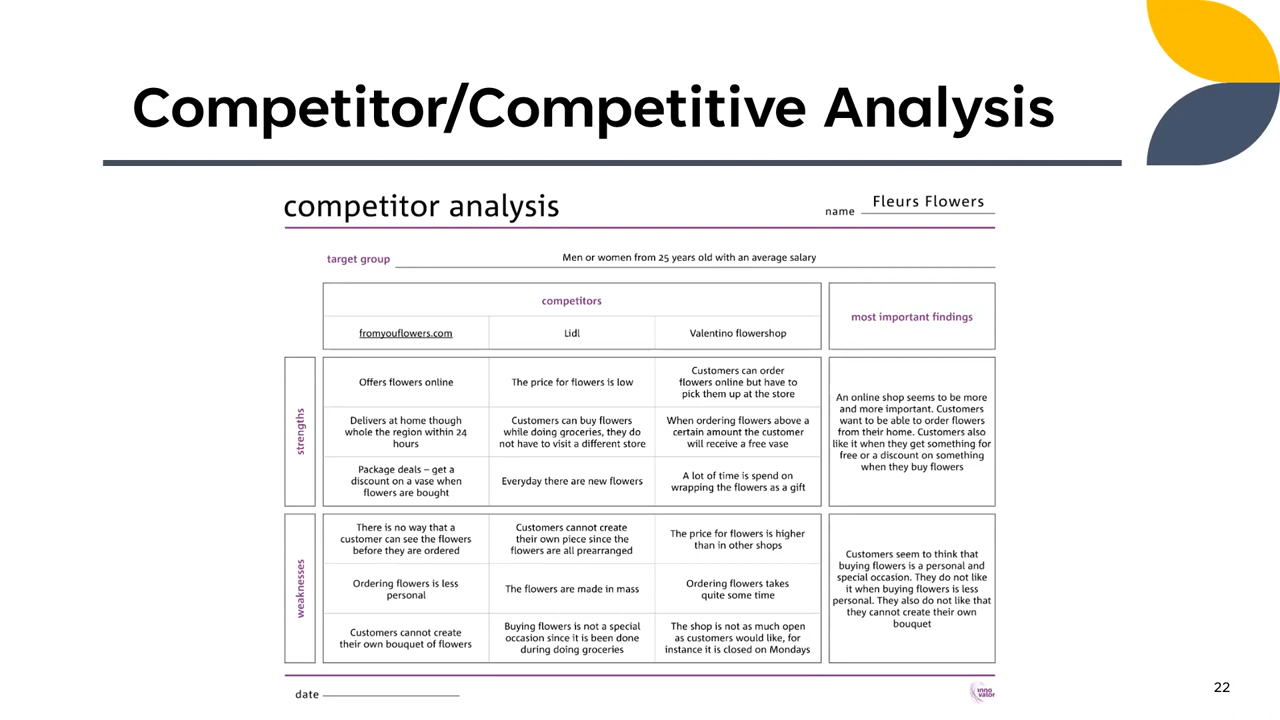 Competitor/Competitive Analysis
competitor analysis
name Fleurs Flowers
target group Men or women from 25 years old with an average salary
competitors
most important findings
fromyouflowers.com
Lidl
Valentino flowershop
strengths
Offers flowers online
The price for flowers is low
Customers can order
flowers online but have to
pick them up at the store
Delivers at home though
whole the region within 24
hours
Customers can buy flowers
while doing groceries, they do
not have to visit a different store
When ordering flowers above a
certain amount the customer
will receive a free vase
Package deals – get a
discount on a vase when
flowers are bought
Everyday there are new flowers
A lot of time is spend on
wrapping the flowers as a gift
An online shop seems to be more
and more important. Customers
want to be able to order flowers
from their home. Customers also
like it when they get something for
free or a discount on something
when they buy flowers
weaknesses
There is no way that a
customer can see the flowers
before they are ordered
Customers cannot create
their own piece since the
flowers are all prearranged
The price for flowers is higher
than in other shops
Ordering flowers is less
personal
The flowers are made in mass
Ordering flowers takes
quite some time
Customers cannot create
their own bouquet of flowers
Buying flowers is not a special
occasion since it is been done
during doing groceries
The shop is not as much open
as customers would like, for
instance it is closed on Mondays
Customers seem to think that
buying flowers is a personal and
special occasion. They do not like
it when buying flowers is less
personal. They also do not like that
they cannot create their own
bouquet
date
inno
vator
22